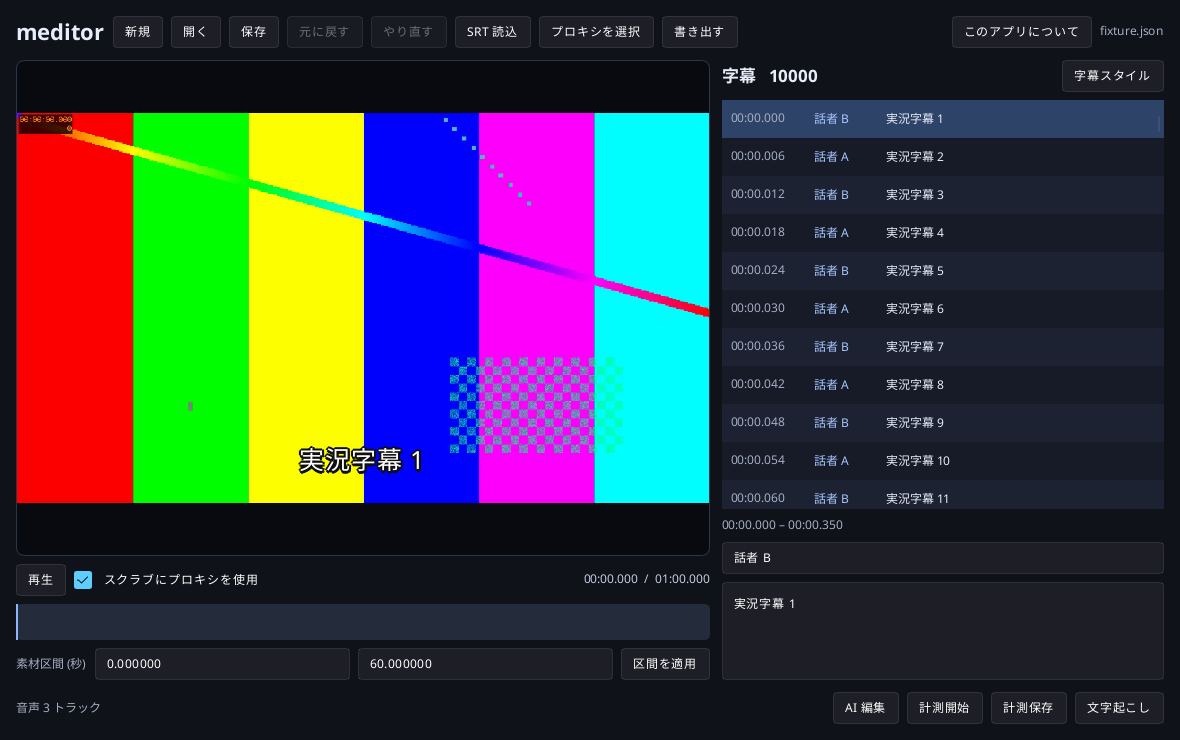 meditor 新規 開く 保存 元に戻す やり直す SRT 読込 プロキシを選択 書き出す このアプリについて fixture.json
00:00:00.000
0
実況字幕 1
再生 スクラブにプロキシを使用 00:00.000 / 01:00.000
素材区間 (秒) 0.000000 60.000000 区間を適用
音声 3 トラック
字幕 10000 字幕スタイル
00:00.000 話者 B 実況字幕 1
00:00.006 話者 A 実況字幕 2
00:00.012 話者 B 実況字幕 3
00:00.018 話者 A 実況字幕 4
00:00.024 話者 B 実況字幕 5
00:00.030 話者 A 実況字幕 6
00:00.036 話者 B 実況字幕 7
00:00.042 話者 A 実況字幕 8
00:00.048 話者 B 実況字幕 9
00:00.054 話者 A 実況字幕 10
00:00.060 話者 B 実況字幕 11
00:00.000 – 00:00.350
話者 B
実況字幕 1
AI 編集 計測開始 計測保存 文字起こし